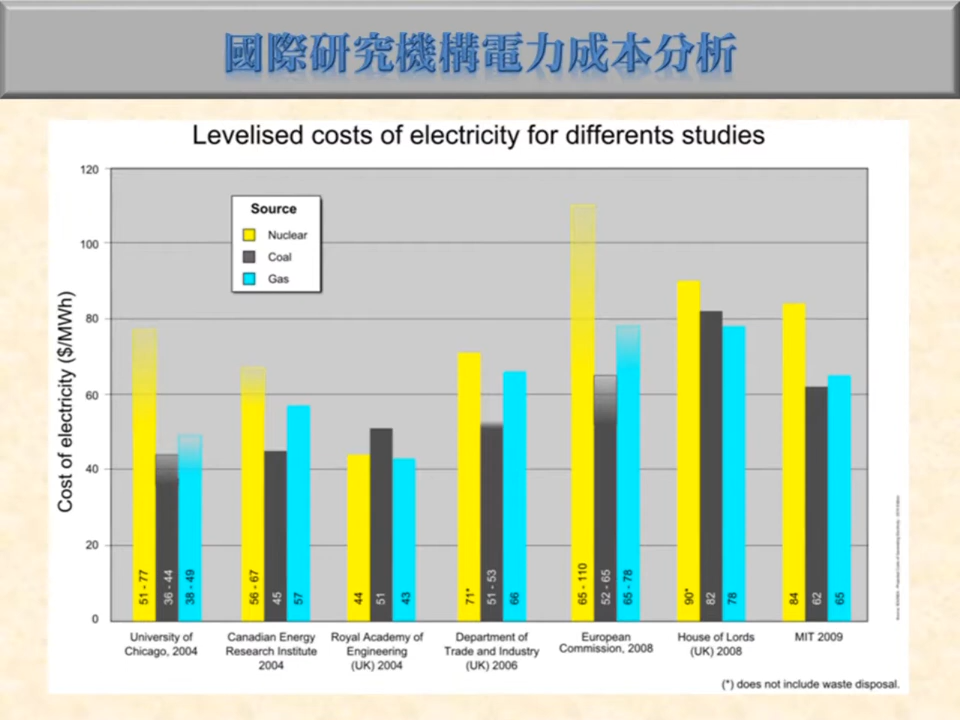 國際研究機構電力成本分析
Levelised costs of electricity for differents studies
Cost of electricity ($/MWh)
120
100
80
60
40
20
0
Source
Nuclear
Coal
Gas
51 - 77
36 - 44
38 - 49
56 - 67
45
57
44
51
43
71*
51 - 53
66
65 - 110
52 - 65
65 - 78
90*
82
78
84
62
65
University of
Chicago, 2004
Canadian Energy
Research Institute
2004
Royal Academy of
Engineering
(UK) 2004
Department of
Trade and Industry
(UK) 2006
European
Commission, 2008
House of Lords
(UK) 2008
MIT 2009
(*) does not include waste disposal.